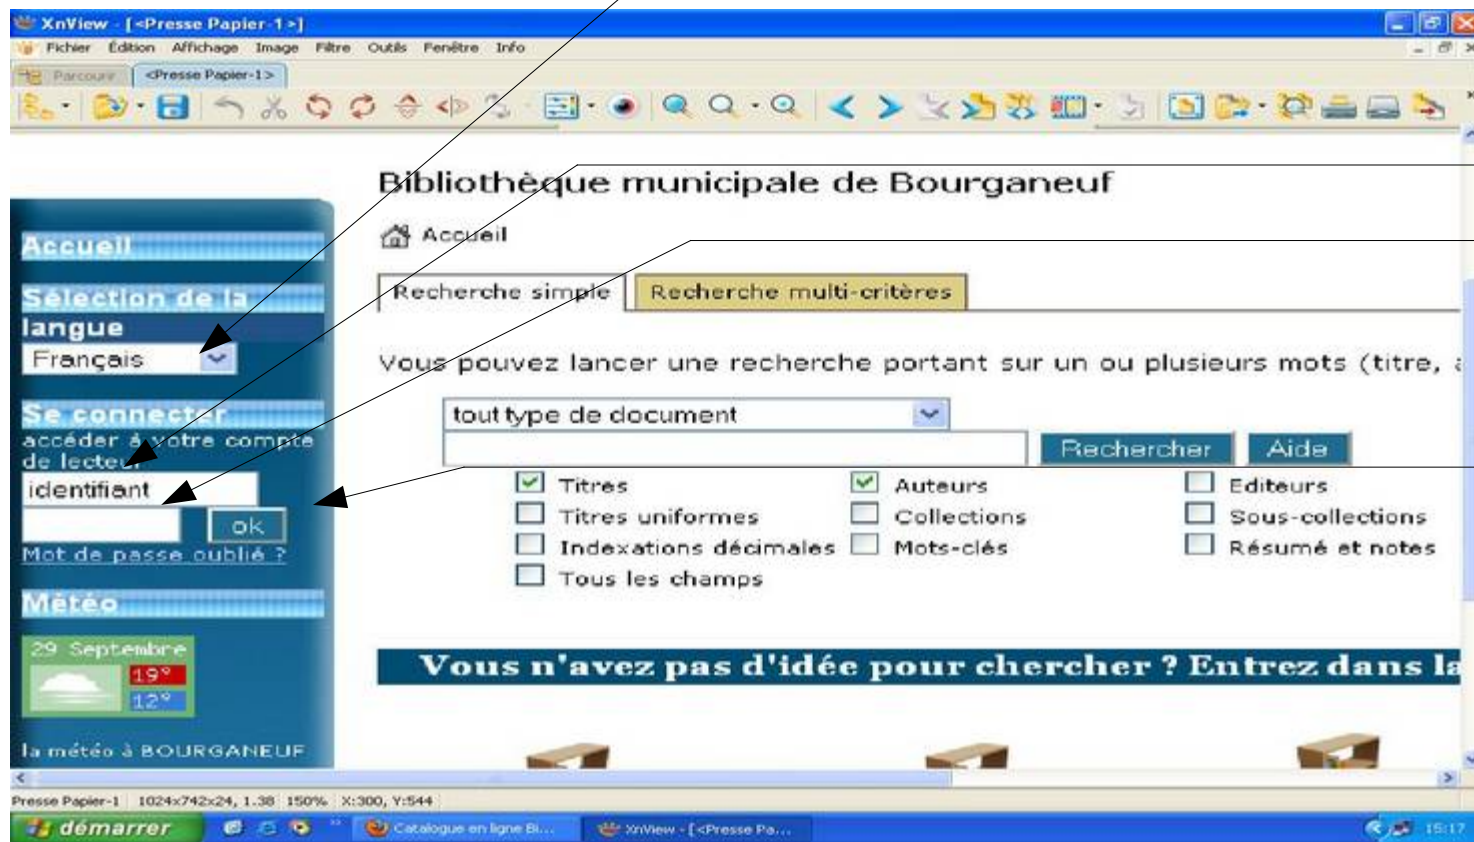 XnView - [<Presse Papier-1>]
Fichier Édition Affichage Image Filtre Outils Fenêtre Info
Parcourir <Presse Papier-1>
Bibliothèque municipale de Bourganeuf
Accueil
Recherche simple Recherche multi-critères
Vous pouvez lancer une recherche portant sur un ou plusieurs mots (titre,
tout type de document
Rechercher Aide
Titres Auteurs Editeurs
Titres uniformes Collections Sous-collections
Indexations décimales Mots-clés Résumé et notes
Tous les champs
Vous n'avez pas d'idée pour chercher ? Entrez dans la
Accueil
Sélection de la
langue
Français
Se connecter
accéder à votre compte
de lecteur
identifiant
ok
Mot de passe oublié ?
Météo
29 Septembre
19°
12°
la météo à BOURGANEUF
Presse Papier-1 1024x742x24, 1.38 150% X:300, Y:544
démarrer Catalogue en ligne Bi... XnView - [<Presse Pa... 15:17